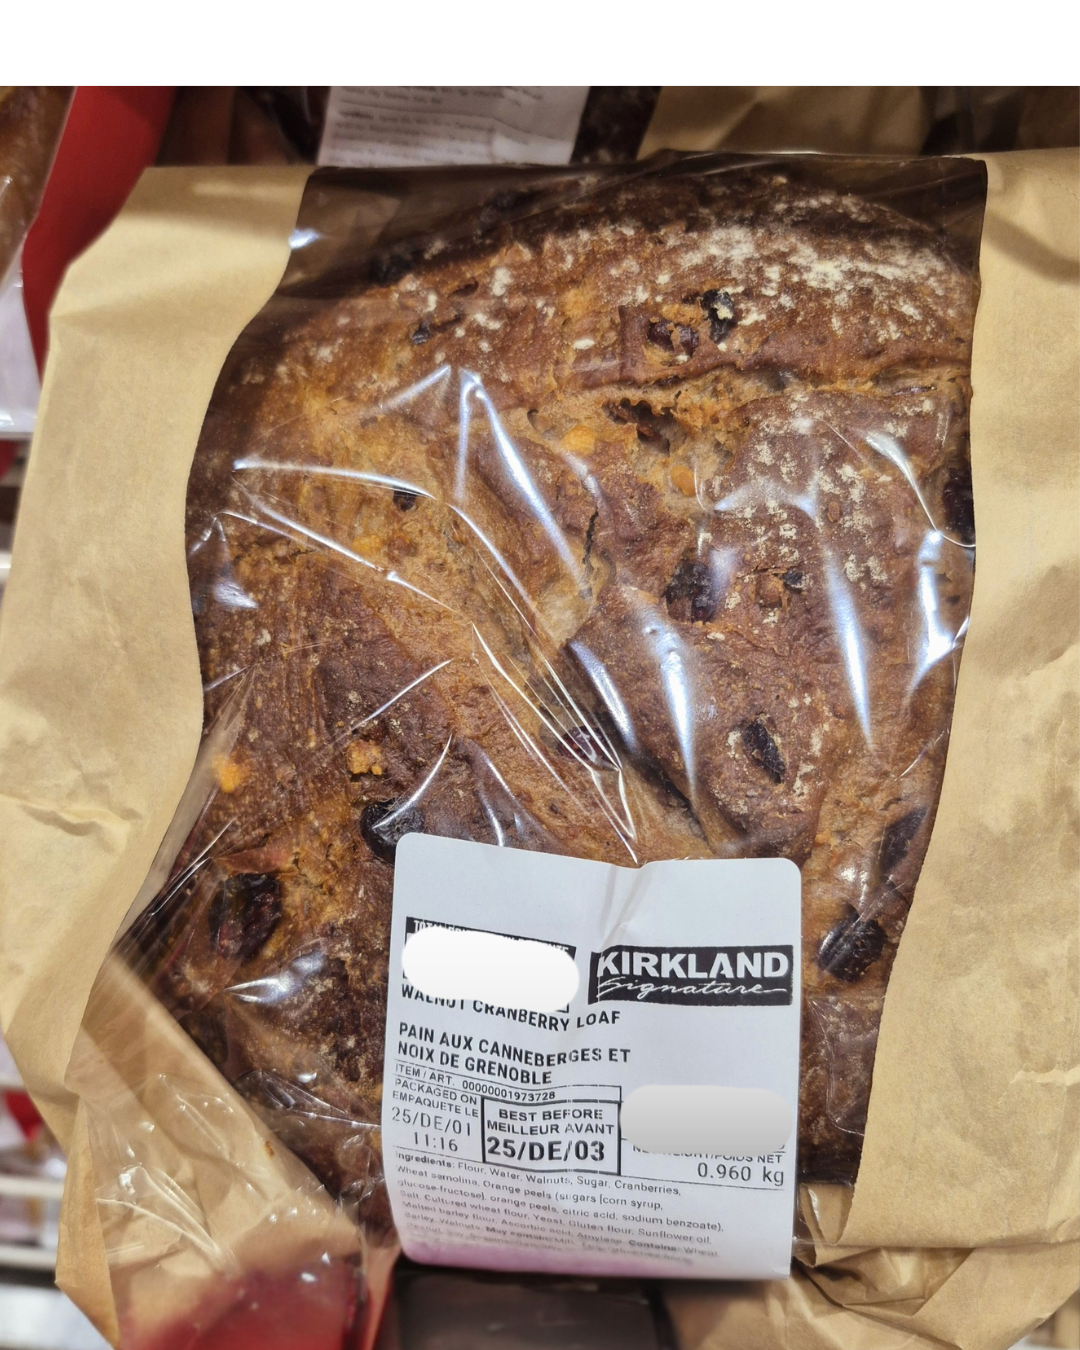 KIRKLAND
Signature
WALNUT CRANBERRY LOAF
PAIN AUX CANNEBERGES ET
NOIX DE GRENOBLE
ITEM / ART. 00000001973728
PACKAGED ON
EMPAQUETÉ LE
25/DE/01
11:16
BEST BEFORE
MEILLEUR AVANT
25/DE/03
NET
0.960 kg
Ingredients: Flour, Water, Walnuts, Sugar, Cranberries,
Wheat semolina, Orange peels (sugars [corn syrup,
glucose-fructose], orange peels, citric acid, sodium benzoate),
Salt, Cultured wheat flour, Yeast, Gluten flour, Sunflower oil,
Malted barley flour, Ascorbic acid, Amylase. Contains: Wheat,
Barley, Walnuts. May contain: Milk,